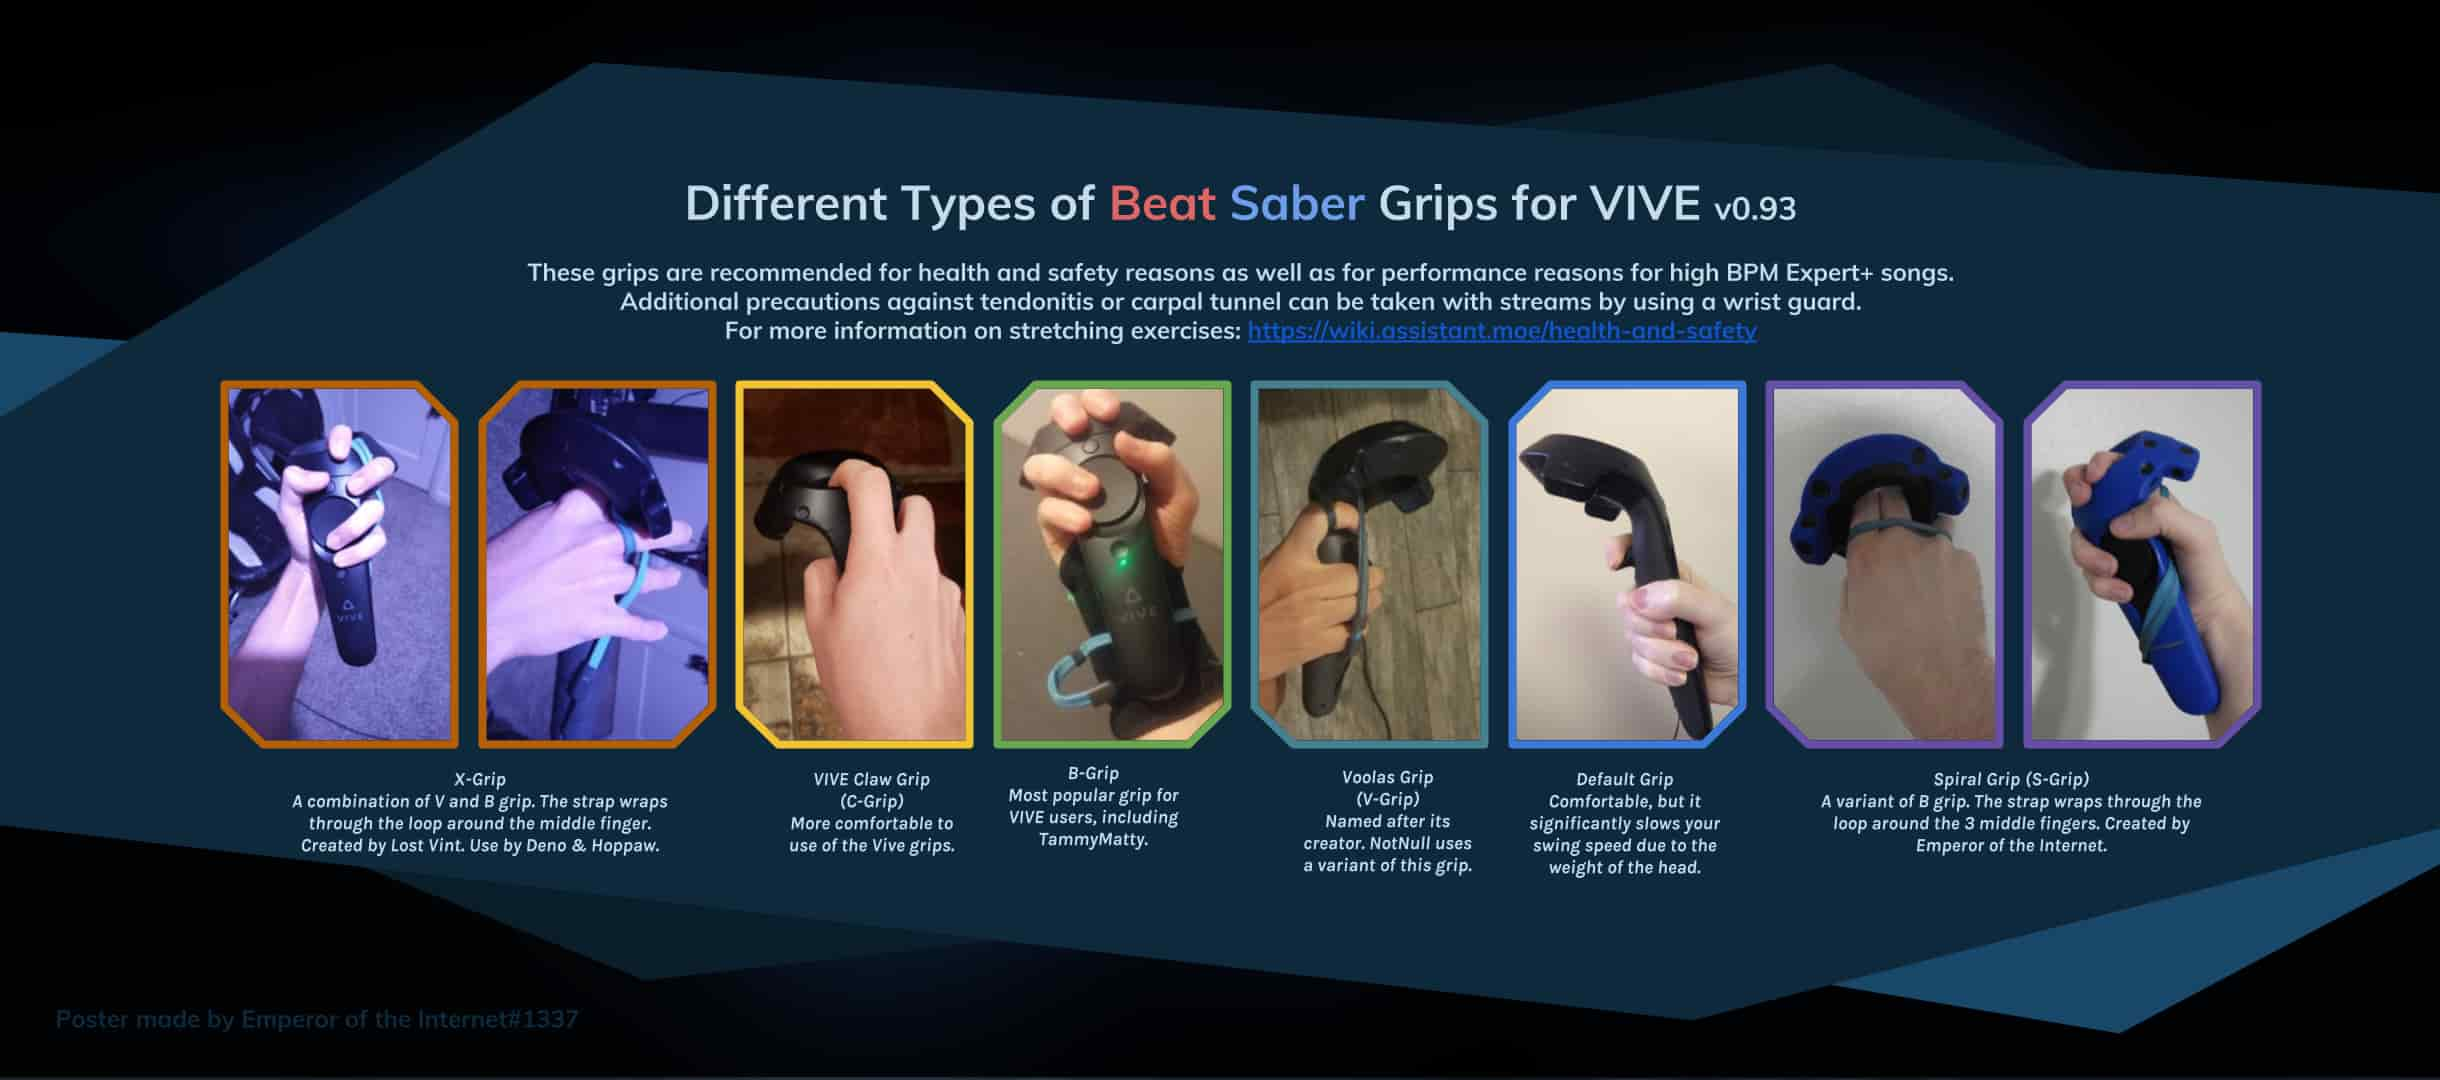 Different Types of Beat Saber Grips for VIVE v0.93
These grips are recommended for health and safety reasons as well as for performance reasons for high BPM Expert+ songs.
Additional precautions against tendonitis or carpal tunnel can be taken with streams by using a wrist guard.
For more information on stretching exercises: https://wiki.assistant.moe/health-and-safety
VIVE
VIVE
X-Grip
A combination of V and B grip. The strap wraps
through the loop around the middle finger.
Created by Lost Vint. Use by Deno & Hoppaw.
VIVE Claw Grip
(C-Grip)
More comfortable to
use of the Vive grips.
B-Grip
Most popular grip for
VIVE users, including
TammyMatty.
Voolas Grip
(V-Grip)
Named after its
creator. NotNull uses
a variant of this grip.
Default Grip
Comfortable, but it
significantly slows your
swing speed due to the
weight of the head.
Spiral Grip (S-Grip)
A variant of B grip. The strap wraps through the
loop around the 3 middle fingers. Created by
Emperor of the Internet.
Poster made by Emperor of the Internet#1337